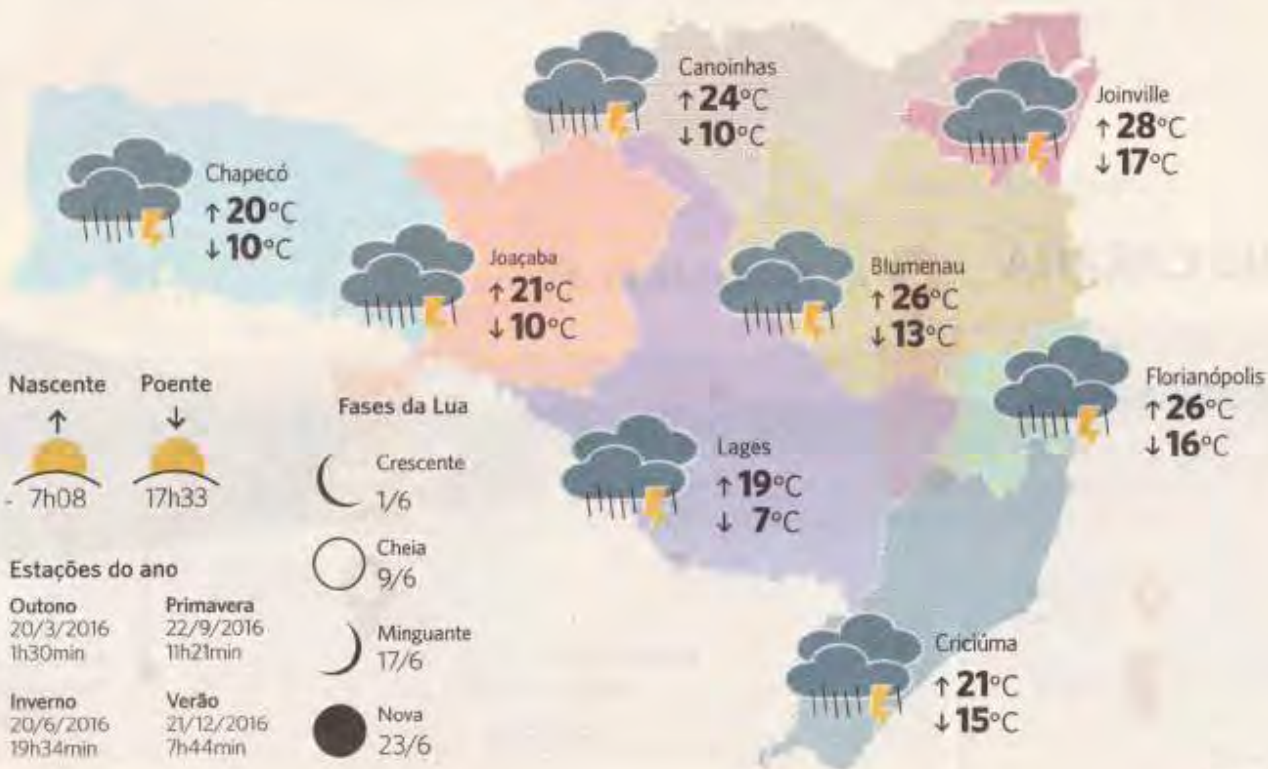 Canoinhas
↑24°C
↓10°C
Joinville
↑28°C
↓17°C
Chapecó
↑20°C
↓10°C
Joaçaba
↑21°C
↓10°C
Blumenau
↑26°C
↓13°C
Florianópolis
↑26°C
↓16°C
Lages
↑19°C
↓7°C
Criciúma
↑21°C
↓15°C
Nascente Poente
↑ ↓
7h08 17h33
Estações do ano
Outono
20/3/2016
1h30min
Primavera
22/9/2016
11h21min
Inverno
20/6/2016
19h34min
Verão
21/12/2016
7h44min
Fases da Lua
Crescente
1/6
Cheia
9/6
Minguante
17/6
Nova
23/6